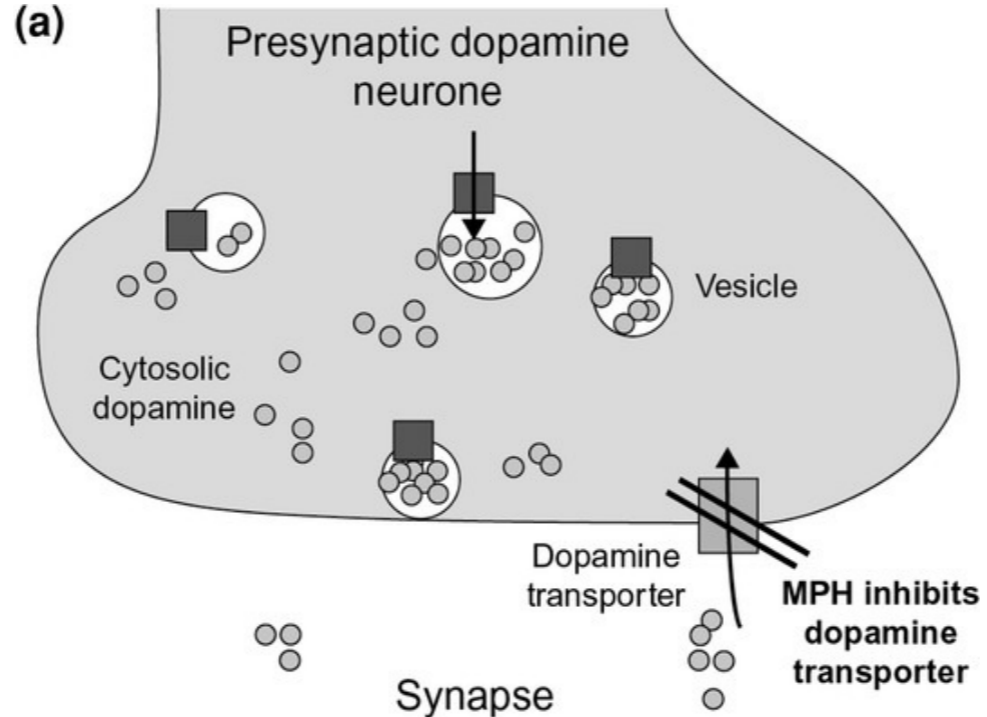 (a)
Presynaptic dopamine
neurone
Vesicle
Cytosolic
dopamine
Dopamine
transporter
MPH inhibits
dopamine
transporter
Synapse